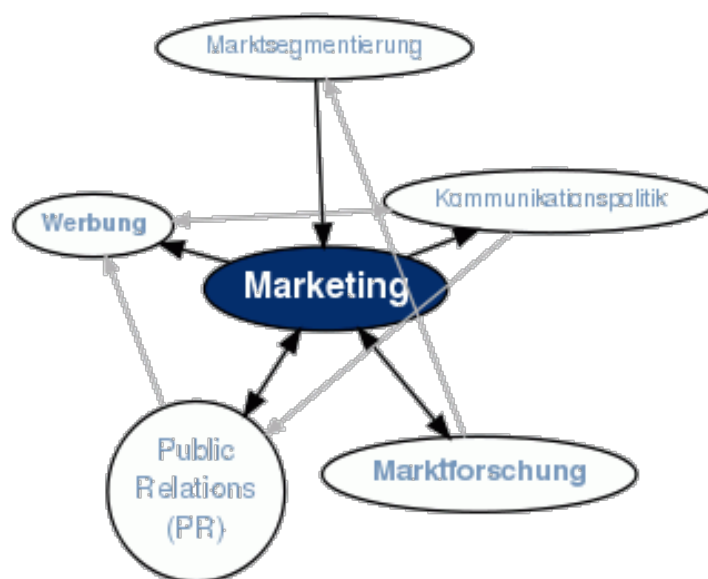 Marktsegmentierung
Kommunikationspolitik
Werbung
Marketing
Public
Relations
(PR)
Marktforschung